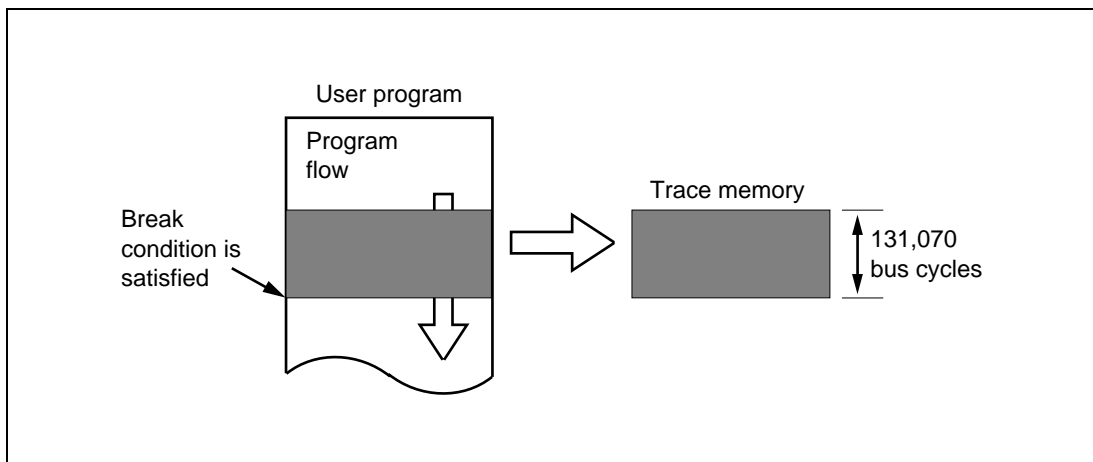 User program
Program
flow
Break
condition is
satisfied
Trace memory
131,070
bus cycles